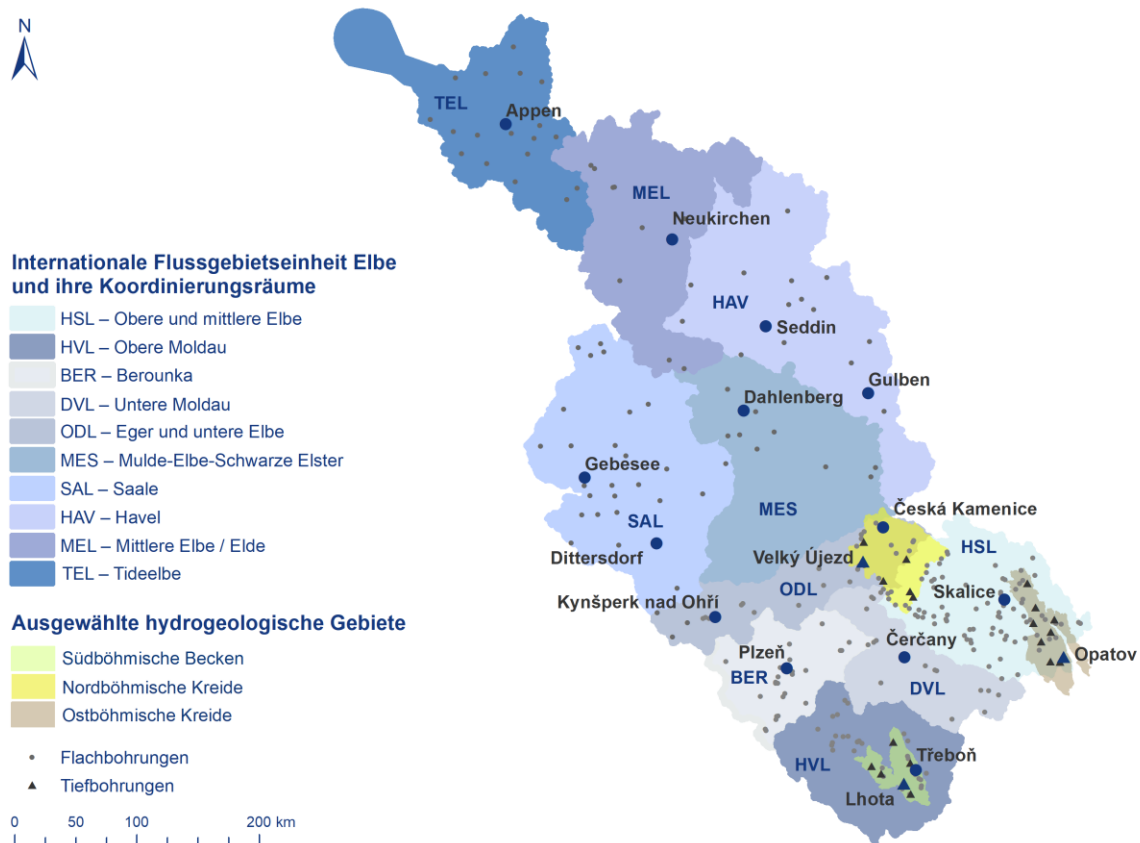 N
TEL
Appen
MEL
Neukirchen
HAV
Seddin
Gulben
Dahlenberg
Gebesee
SAL
MES
Česká Kamenice
HSL
Dittersdorf
Velký Újezd
ODL
Skalice
Kynšperk nad Ohří
Plzeň
BER
Čerčany
Opatov
DVL
HVL
Třeboň
Lhota
Internationale Flussgebietseinheit Elbe
und ihre Koordinierungsräume
HSL – Obere und mittlere Elbe
HVL – Obere Moldau
BER – Berounka
DVL – Untere Moldau
ODL – Eger und untere Elbe
MES – Mulde-Elbe-Schwarze Elster
SAL – Saale
HAV – Havel
MEL – Mittlere Elbe / Elde
TEL – Tideelbe
Ausgewählte hydrogeologische Gebiete
Südböhmische Becken
Nordböhmische Kreide
Ostböhmische Kreide
Flachbohrungen
Tiefbohrungen
0 50 100 200 km